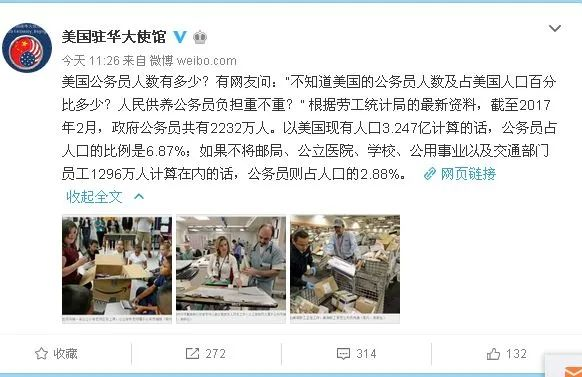 美国驻华大使馆
今天 11:26 来自 微博 weibo.com
美国公务员人数有多少？有网友问："不知道美国的公务员人数及占美国人口百分
比多少？人民供养公务员负担重不重？" 根据劳工统计局的最新资料，截至2017
年2月，政府公务员共有2232万人。以美国现有人口3.247亿计算的话，公务员占
人口的比例是6.87%；如果不将邮局、公立医院、学校、公用事业以及交通部门
员工1296万人计算在内的话，公务员则占人口的2.88%。 网页链接
收起全文
收藏 272 314 132